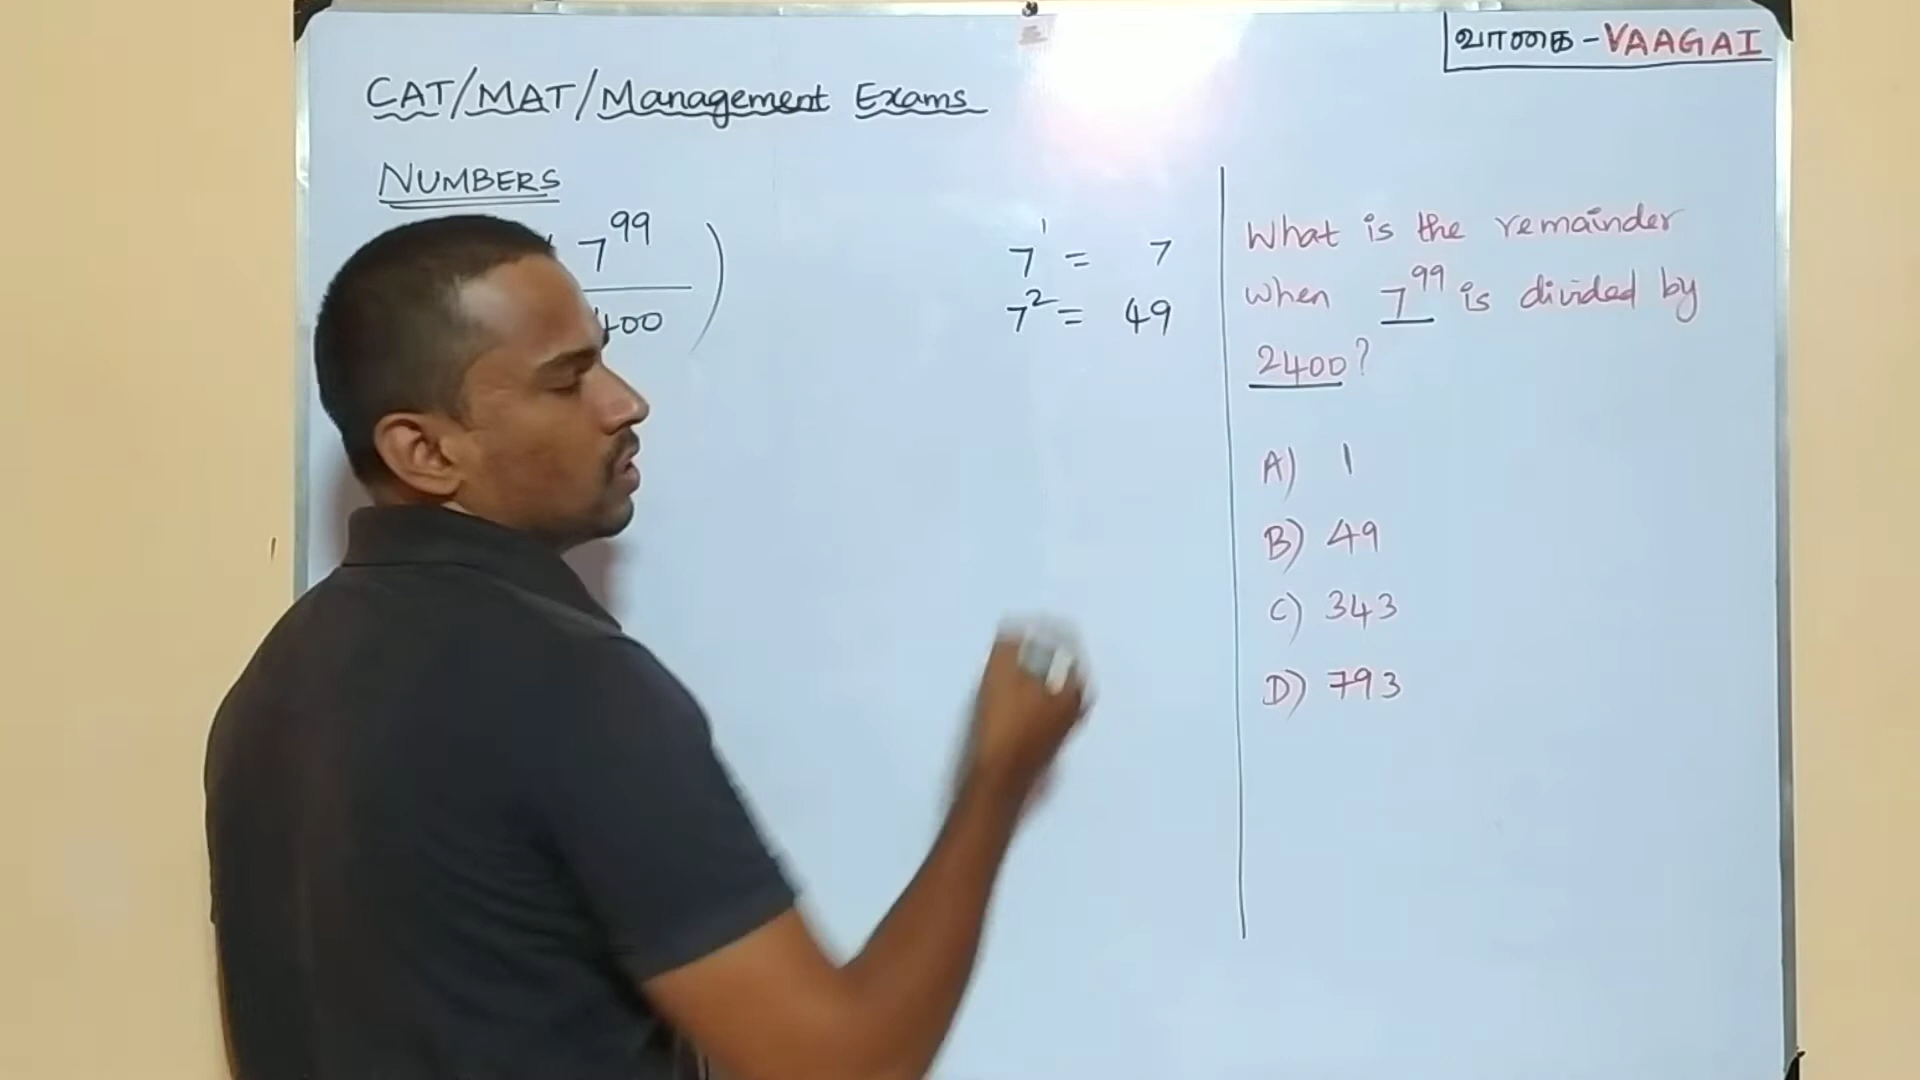 வாகை - VAAGAI
CAT/MAT/Management Exams
NUMBERS
7^99
400
7^1 = 7
7^2 = 49
What is the remainder
when 7^99 is divided by
2400?
A) 1
B) 49
C) 343
D) 793